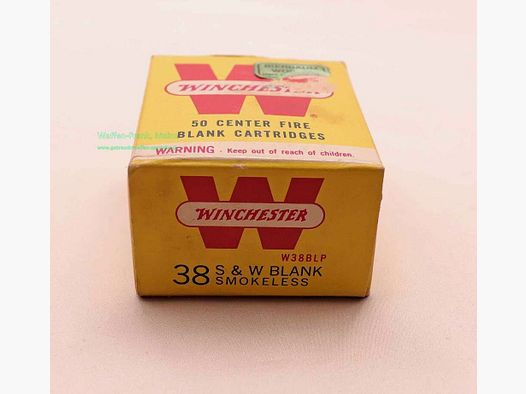 WINCHESTER
50 CENTER FIRE
BLANK CARTRIDGES
WARNING - Keep out of reach of children.
WINCHESTER
W38BLP
38 S & W BLANK
SMOKELESS